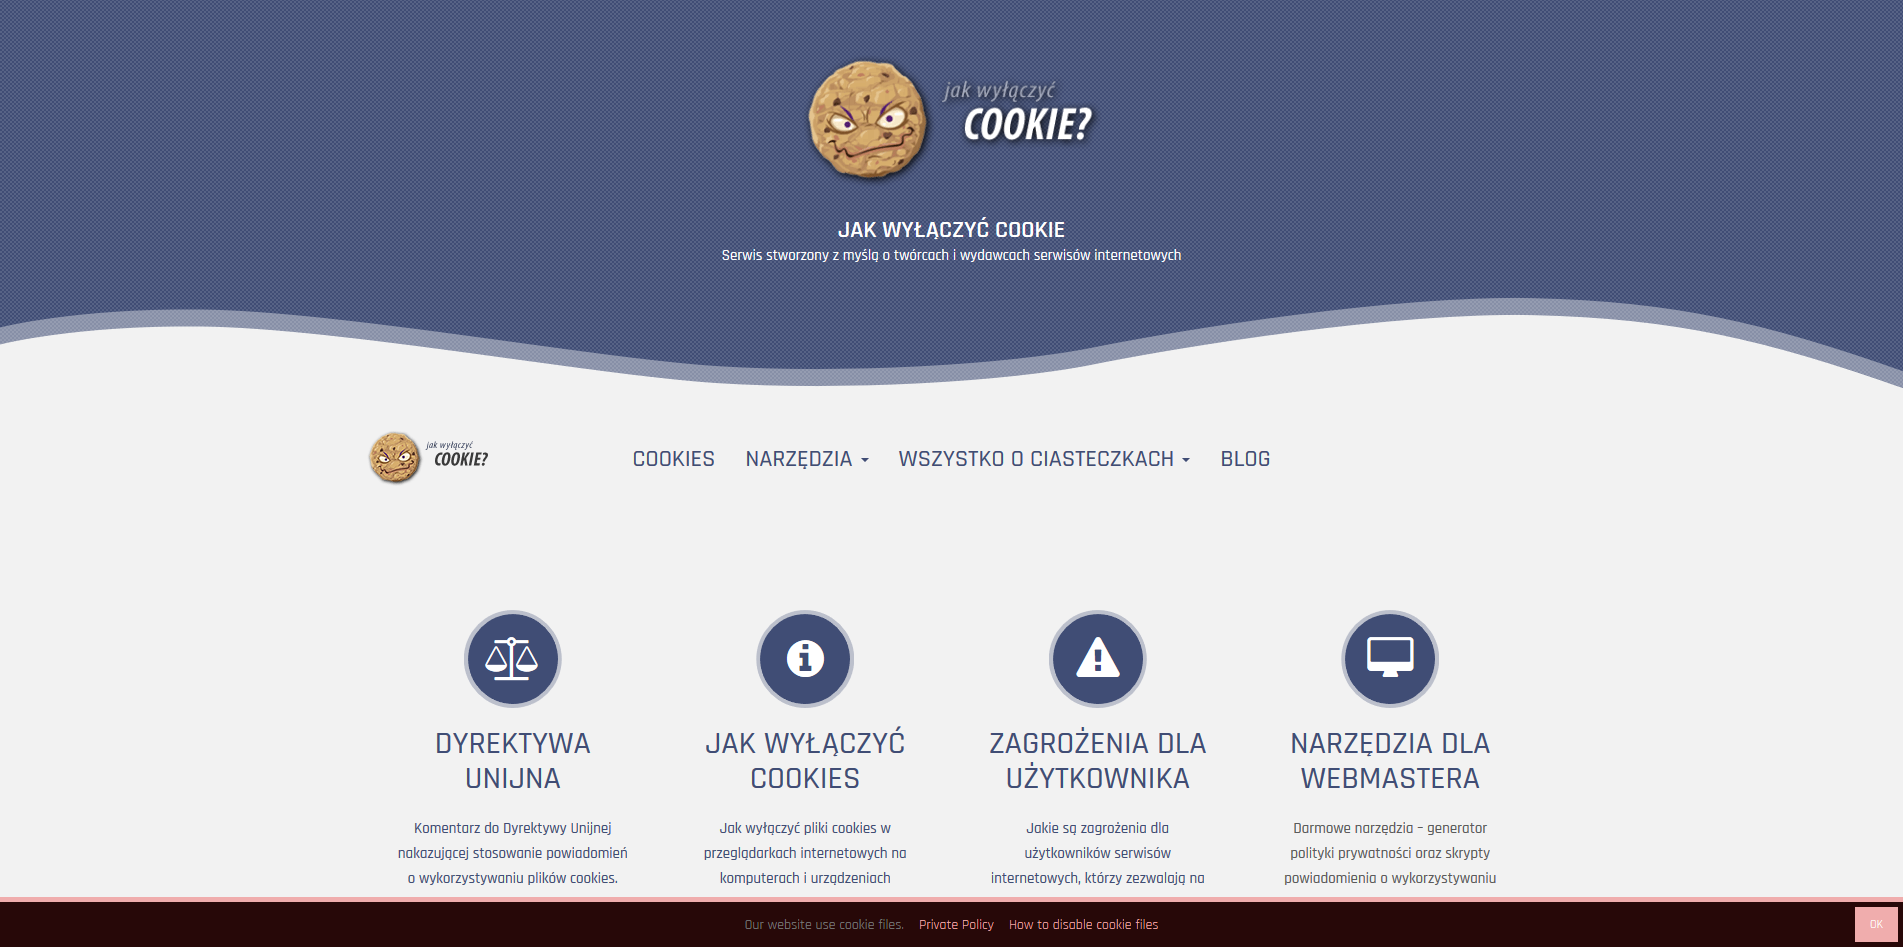 jak wyłączyć
COOKIE?
JAK WYŁĄCZYĆ COOKIE
Serwis stworzony z myślą o twórcach i wydawcach serwisów internetowych
jak wyłączyć
COOKIE?
COOKIES NARZĘDZIA WSZYSTKO O CIASTECZKACH BLOG
DYREKTYWA
UNIJNA
Komentarz do Dyrektywy Unijnej
nakazującej stosowanie powiadomień
o wykorzystywaniu plików cookies.
JAK WYŁĄCZYĆ
COOKIES
Jak wyłączyć pliki cookies w
przeglądarkach internetowych na
komputerach i urządzeniach
ZAGROŻENIA DLA
UŻYTKOWNIKA
Jakie są zagrożenia dla
użytkowników serwisów
internetowych, którzy zezwalają na
NARZĘDZIA DLA
WEBMASTERA
Darmowe narzędzia – generator
polityki prywatności oraz skrypty
powiadomienia o wykorzystywaniu
Our website use cookie files. Private Policy How to disable cookie files
OK